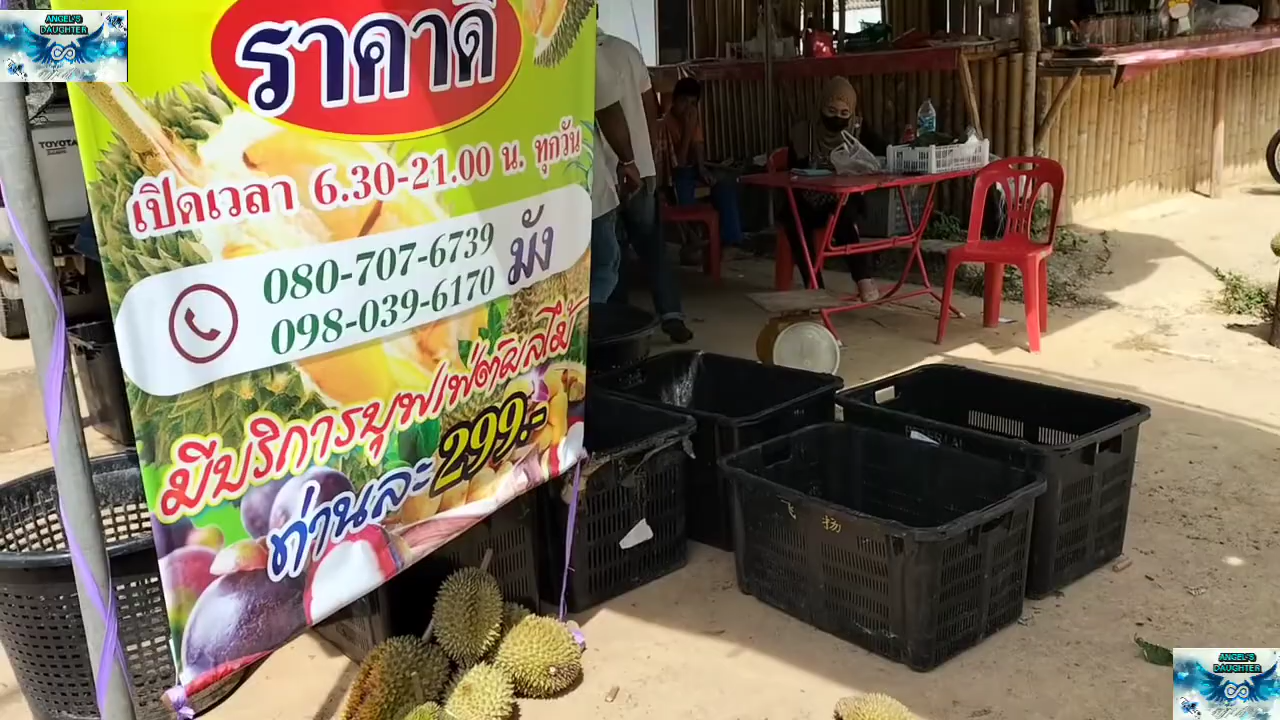 ANGEL'S
DAUGHTER
ราคาดี
เปิดเวลา 6.30-21.00 น. ทุกวัน
080-707-6739
098-039-6170
มัง
มีบริการบุฟเฟ่ต์ผลไม้
ท่านละ 299.-
TOYOTA
飞 扬
ANGEL'S
DAUGHTER